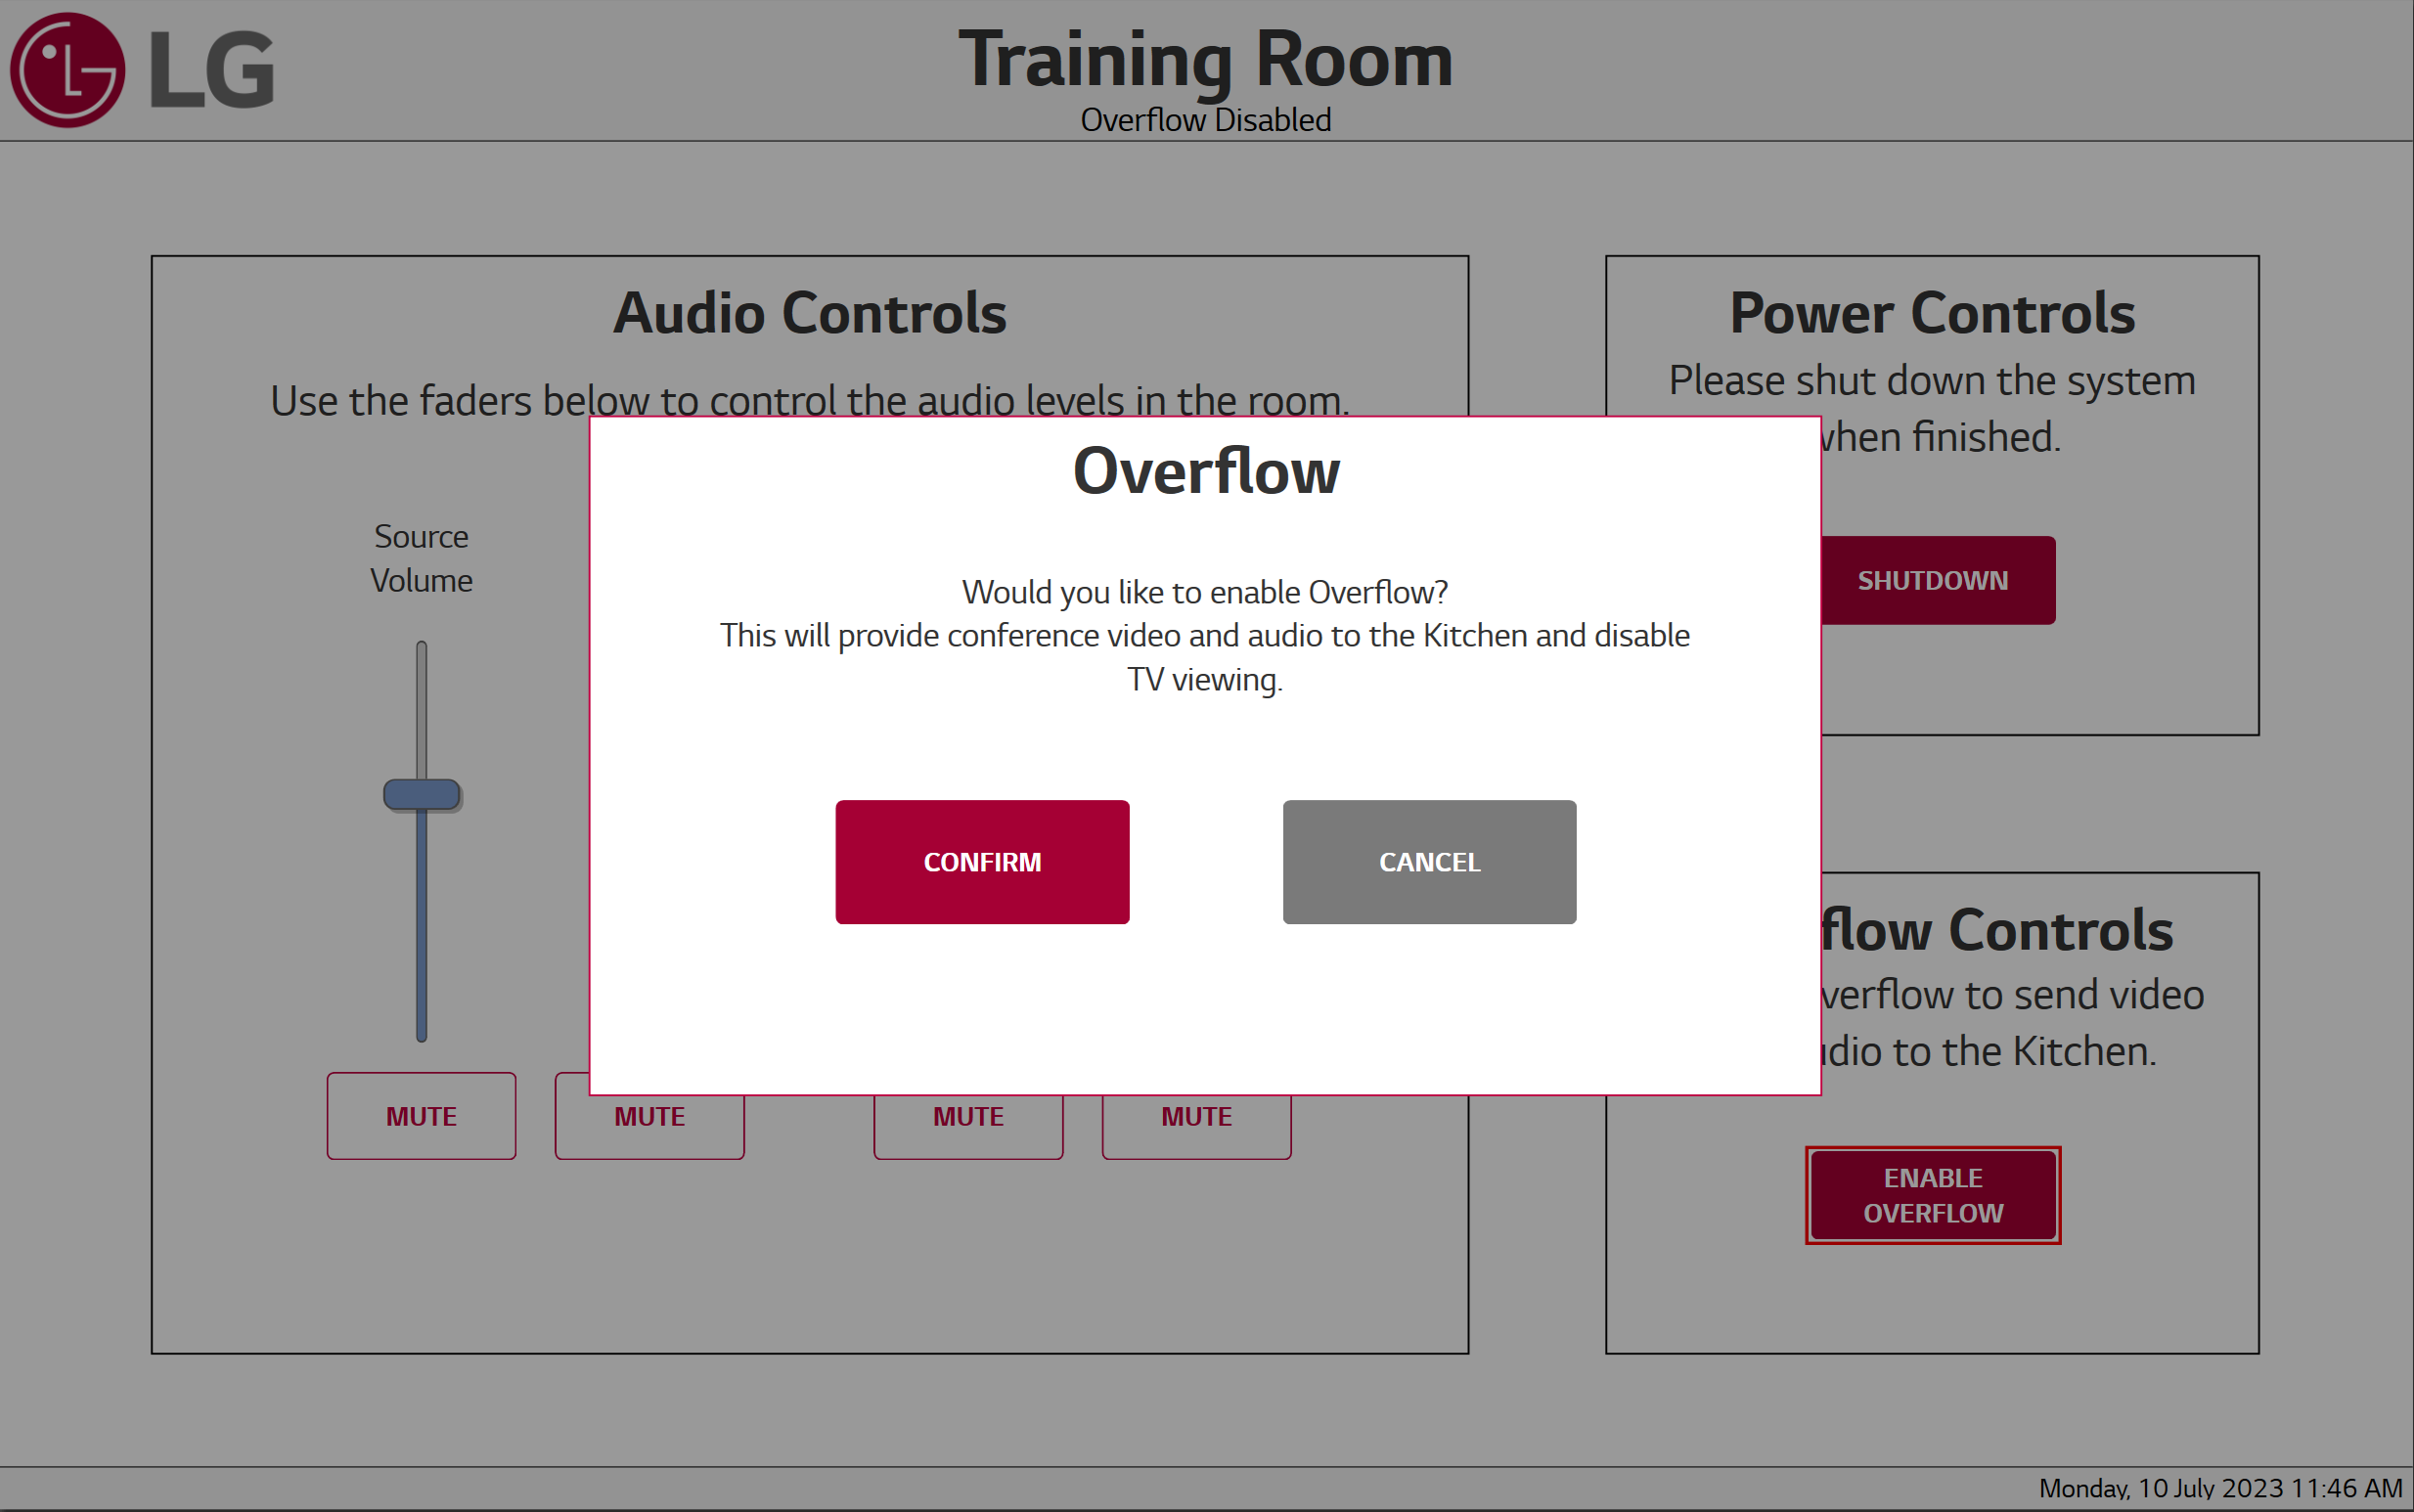 LG
Training Room
Overflow Disabled
Audio Controls
Use the faders below to control the audio levels in the room.
Source
Volume
MUTE
MUTE
MUTE
MUTE
Power Controls
Please shut down the system
when finished.
SHUTDOWN
Overflow
Would you like to enable Overflow?
This will provide conference video and audio to the Kitchen and disable
TV viewing.
CONFIRM
CANCEL
flow Controls
verflow to send video
dio to the Kitchen.
ENABLE
OVERFLOW
Monday, 10 July 2023 11:46 AM